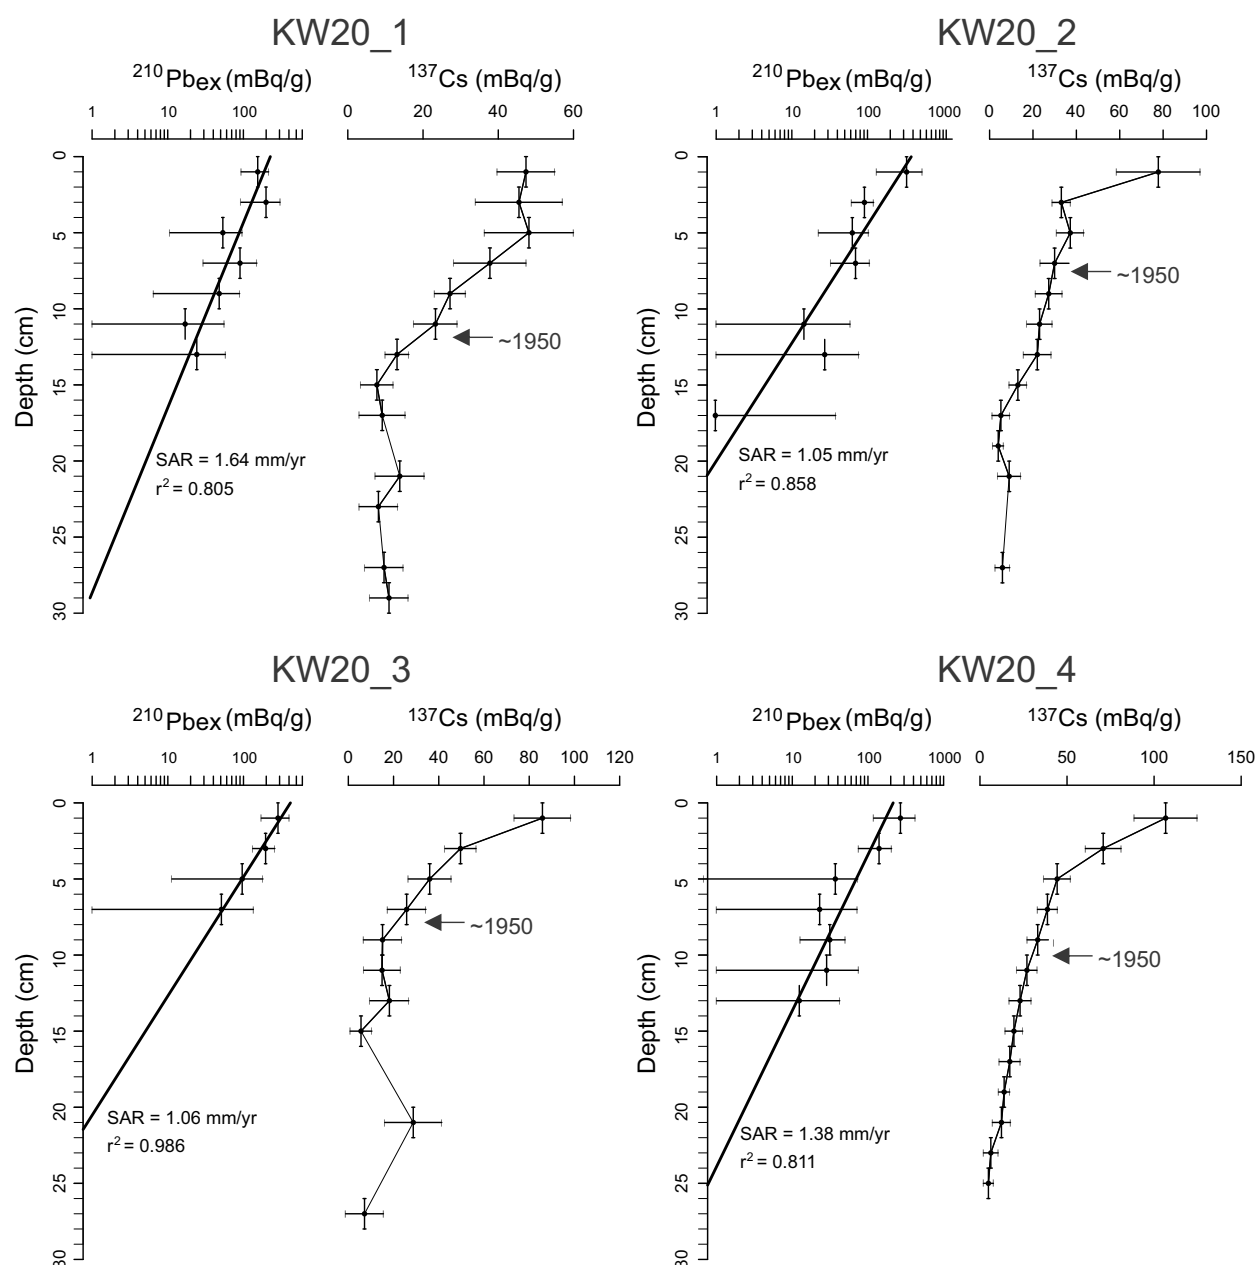 KW20_1
²¹⁰Pbex (mBq/g) ¹³⁷Cs (mBq/g)
1 10 100 0 20 40 60
0
5
10
15
20
25
30
Depth (cm)
~1950
SAR = 1.64 mm/yr
r² = 0.805
KW20_2
²¹⁰Pbex (mBq/g) ¹³⁷Cs (mBq/g)
1 10 100 1000 0 20 40 60 80 100
0
5
10
15
20
25
30
Depth (cm)
~1950
SAR = 1.05 mm/yr
r² = 0.858
KW20_3
²¹⁰Pbex (mBq/g) ¹³⁷Cs (mBq/g)
1 10 100 0 20 40 60 80 100 120
0
5
10
15
20
25
30
Depth (cm)
~1950
SAR = 1.06 mm/yr
r² = 0.986
KW20_4
²¹⁰Pbex (mBq/g) ¹³⁷Cs (mBq/g)
1 10 100 1000 0 50 100 150
0
5
10
15
20
25
30
Depth (cm)
~1950
SAR = 1.38 mm/yr
r² = 0.811